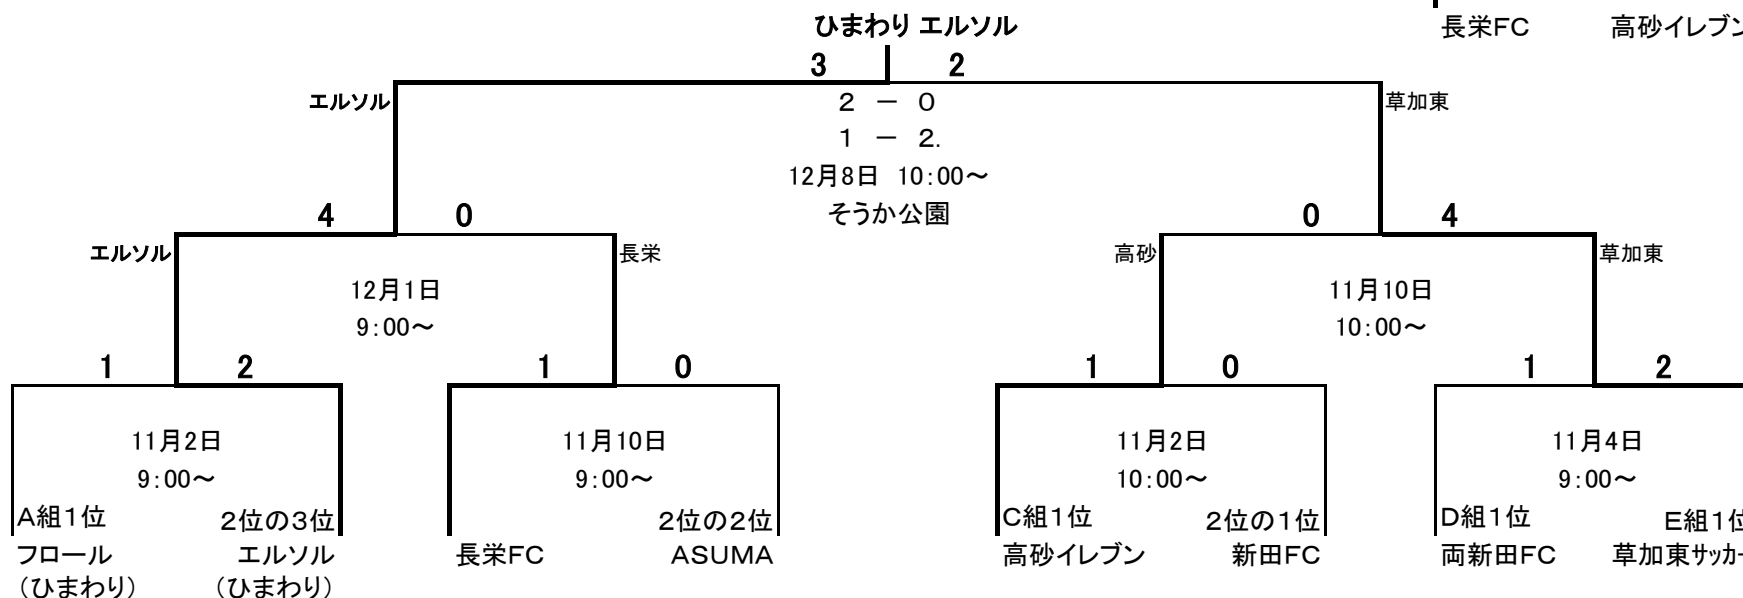 長栄FC 高砂イレブン
ひまわり エルソル
3 2
エルソル 2 － 0 草加東
1 － 2.
12月8日 10:00～
そうか公園
4 0 0 4
エルソル 長栄 高砂 草加東
12月1日 11月10日
9:00～ 10:00～
1 2 1 0 1 0 1 2
11月2日 11月10日 11月2日 11月4日
9:00～ 9:00～ 10:00～ 9:00～
A組1位 2位の3位 2位の2位 C組1位 2位の1位 D組1位 E組1位
フロール エルソル 長栄FC ASUMA 高砂イレブン 新田FC 両新田FC 草加東サッカー
（ひまわり） （ひまわり）